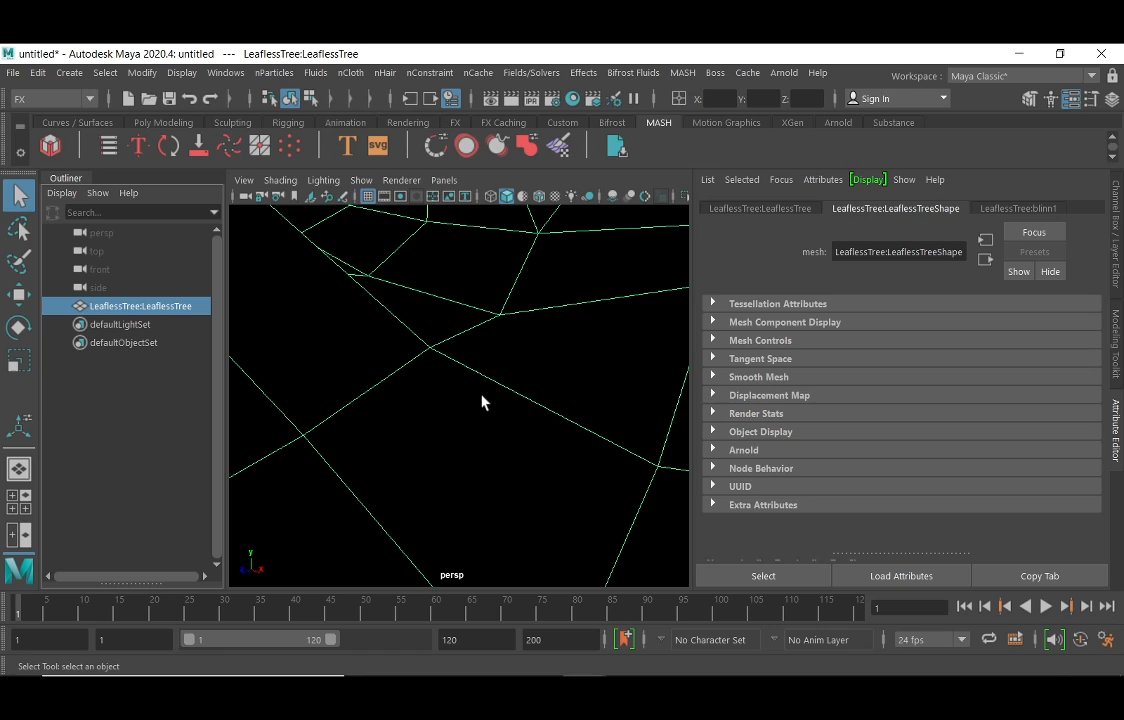 untitled* - Autodesk Maya 2020.4: untitled --- LeaflessTree:LeaflessTree
File Edit Create Select Modify Display Windows nParticles Fluids nCloth nHair nConstraint nCache Fields/Solvers Effects Bifrost Fluids MASH Boss Cache Arnold Help Workspace : Maya Classic*
FX X: Y: Z: Sign In
Curves / Surfaces Poly Modeling Sculpting Rigging Animation Rendering FX FX Caching Custom Bifrost MASH Motion Graphics XGen Arnold Substance
IPR T svg
Outliner
Display Show Help
Search...
persp
top
front
side
LeaflessTree:LeaflessTree
defaultLightSet
defaultObjectSet
View Shading Lighting Show Renderer Panels
y
z x
persp
List Selected Focus Attributes Display Show Help
LeaflessTree:LeaflessTree LeaflessTree:LeaflessTreeShape LeaflessTree:blinn1
mesh: LeaflessTree:LeaflessTreeShape
Focus
Presets
Show Hide
Tessellation Attributes
Mesh Component Display
Mesh Controls
Tangent Space
Smooth Mesh
Displacement Map
Render Stats
Object Display
Arnold
Node Behavior
UUID
Extra Attributes
Select Load Attributes Copy Tab
Channel Box / Layer Editor
Modeling Toolkit
Attribute Editor
1 5 10 15 20 25 30 35 40 45 50 55 60 65 70 75 80 85 90 95 100 105 110 115 12 1
1 1 1 120 120 200 No Character Set No Anim Layer 24 fps
Select Tool: select an object